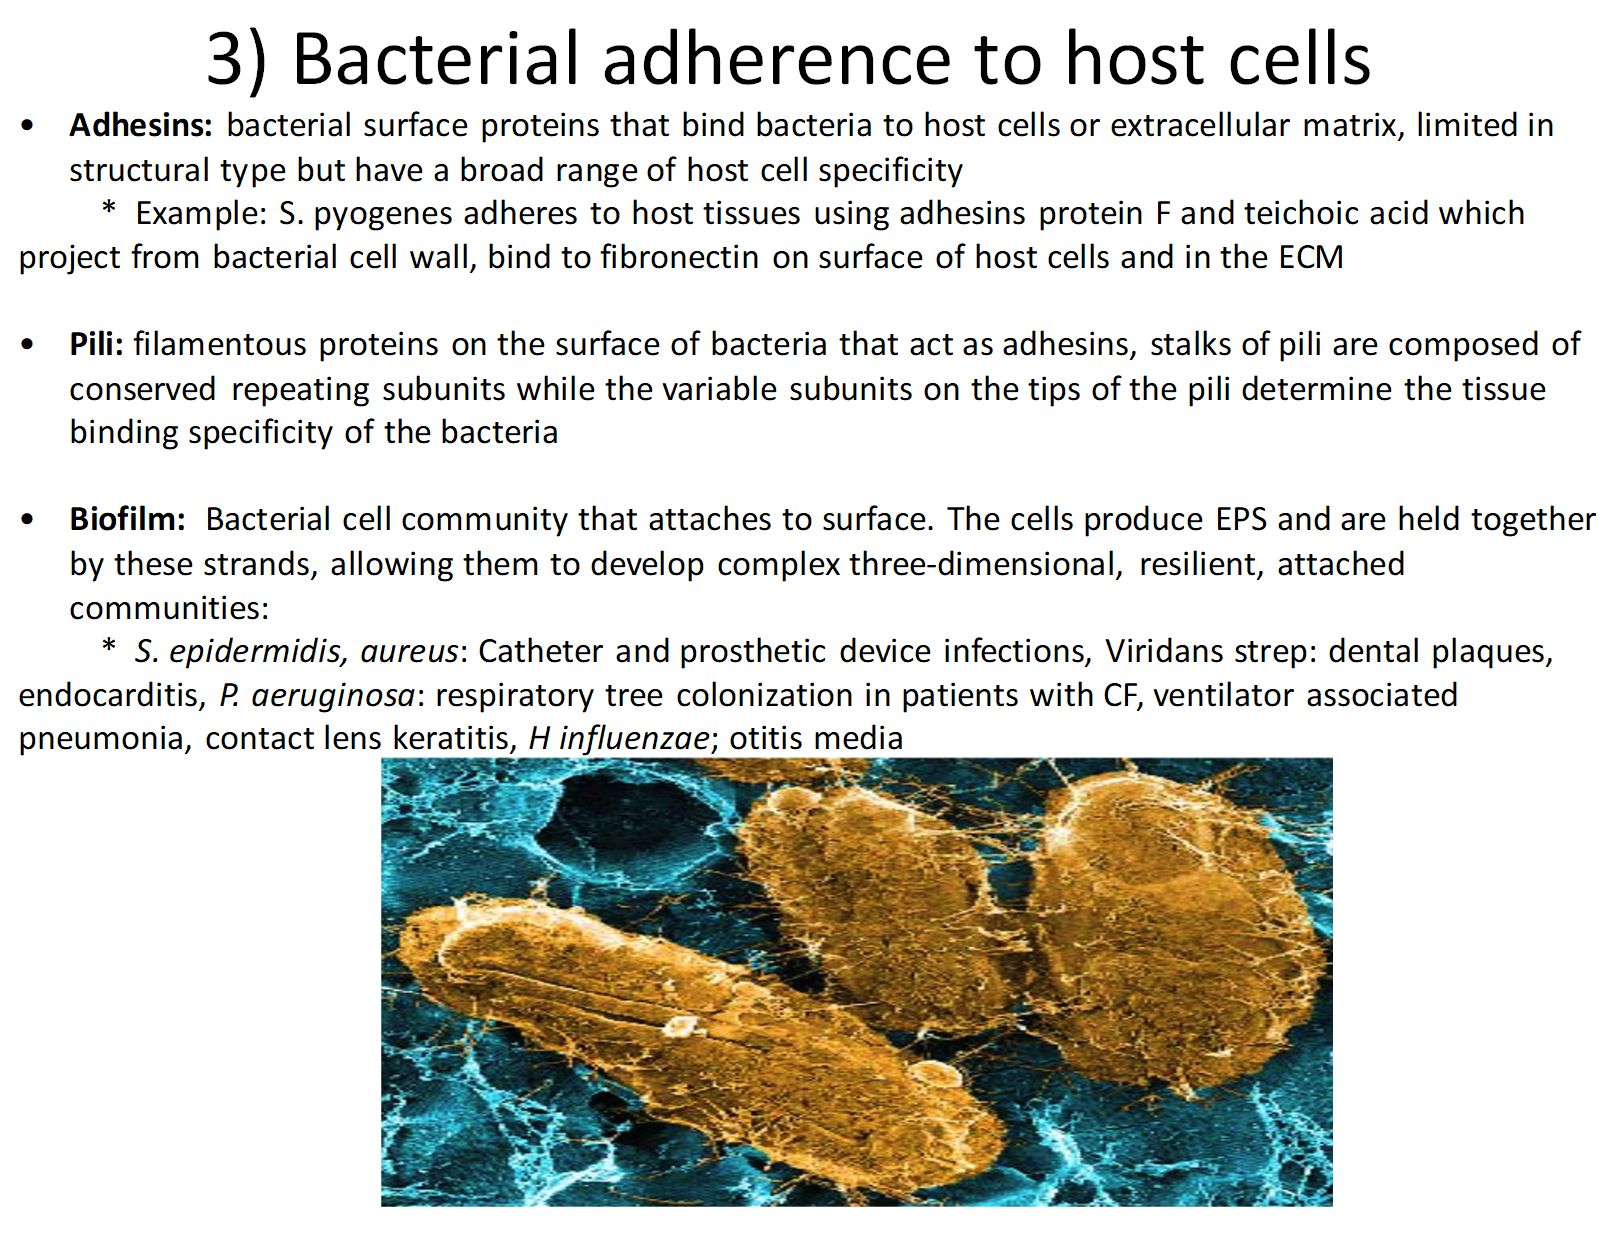 3) Bacterial adherence to host cells
• Adhesins: bacterial surface proteins that bind bacteria to host cells or extracellular matrix, limited in
structural type but have a broad range of host cell specificity
* Example: S. pyogenes adheres to host tissues using adhesins protein F and teichoic acid which
project from bacterial cell wall, bind to fibronectin on surface of host cells and in the ECM
• Pili: filamentous proteins on the surface of bacteria that act as adhesins, stalks of pili are composed of
conserved repeating subunits while the variable subunits on the tips of the pili determine the tissue
binding specificity of the bacteria
• Biofilm: Bacterial cell community that attaches to surface. The cells produce EPS and are held together
by these strands, allowing them to develop complex three-dimensional, resilient, attached
communities:
* S. epidermidis, aureus: Catheter and prosthetic device infections, Viridans strep: dental plaques,
endocarditis, P. aeruginosa: respiratory tree colonization in patients with CF, ventilator associated
pneumonia, contact lens keratitis, H influenzae; otitis media